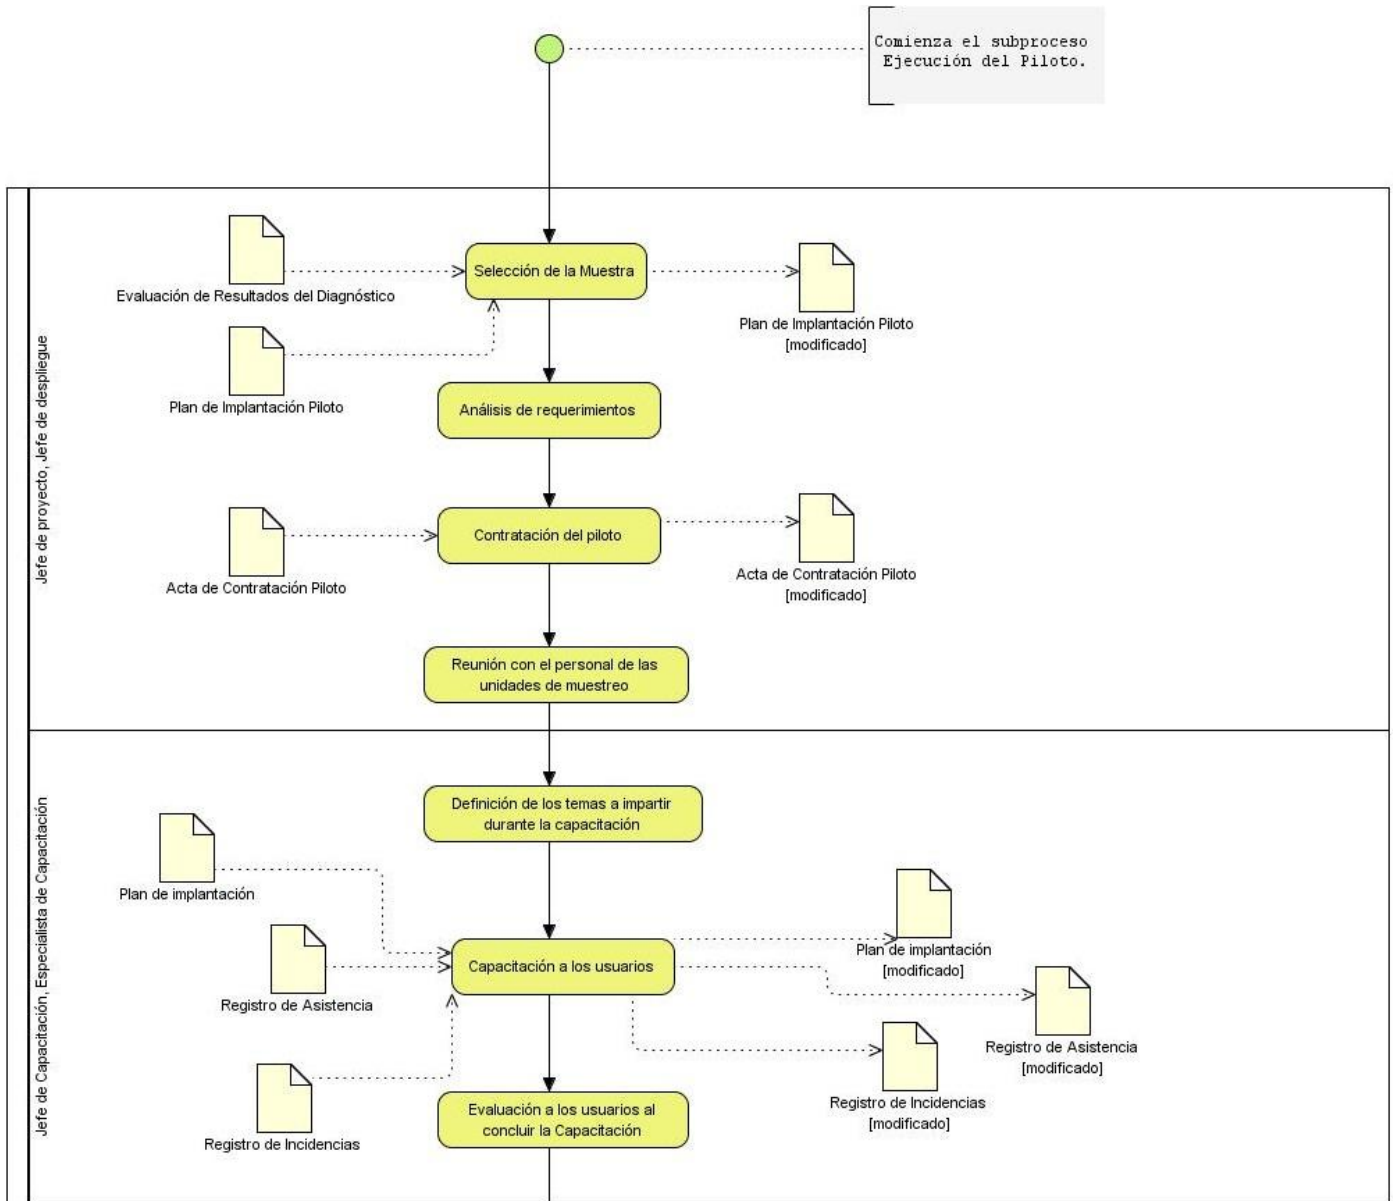 Comienza el subproceso
Ejecución del Piloto.
Jefe de proyecto, Jefe de despliegue
Evaluación de Resultados del Diagnóstico
Selección de la Muestra
Plan de Implantación Piloto
[modificado]
Plan de Implantación Piloto
Análisis de requerimientos
Acta de Contratación Piloto
Contratación del piloto
Acta de Contratación Piloto
[modificado]
Reunión con el personal de las
unidades de muestreo
Jefe de Capacitación, Especialista de Capacitación
Definición de los temas a impartir
durante la capacitación
Plan de implantación
Registro de Asistencia
Capacitación a los usuarios
Plan de implantación
[modificado]
Registro de Asistencia
[modificado]
Registro de Incidencias
[modificado]
Registro de Incidencias
Evaluación a los usuarios al
concluir la Capacitación